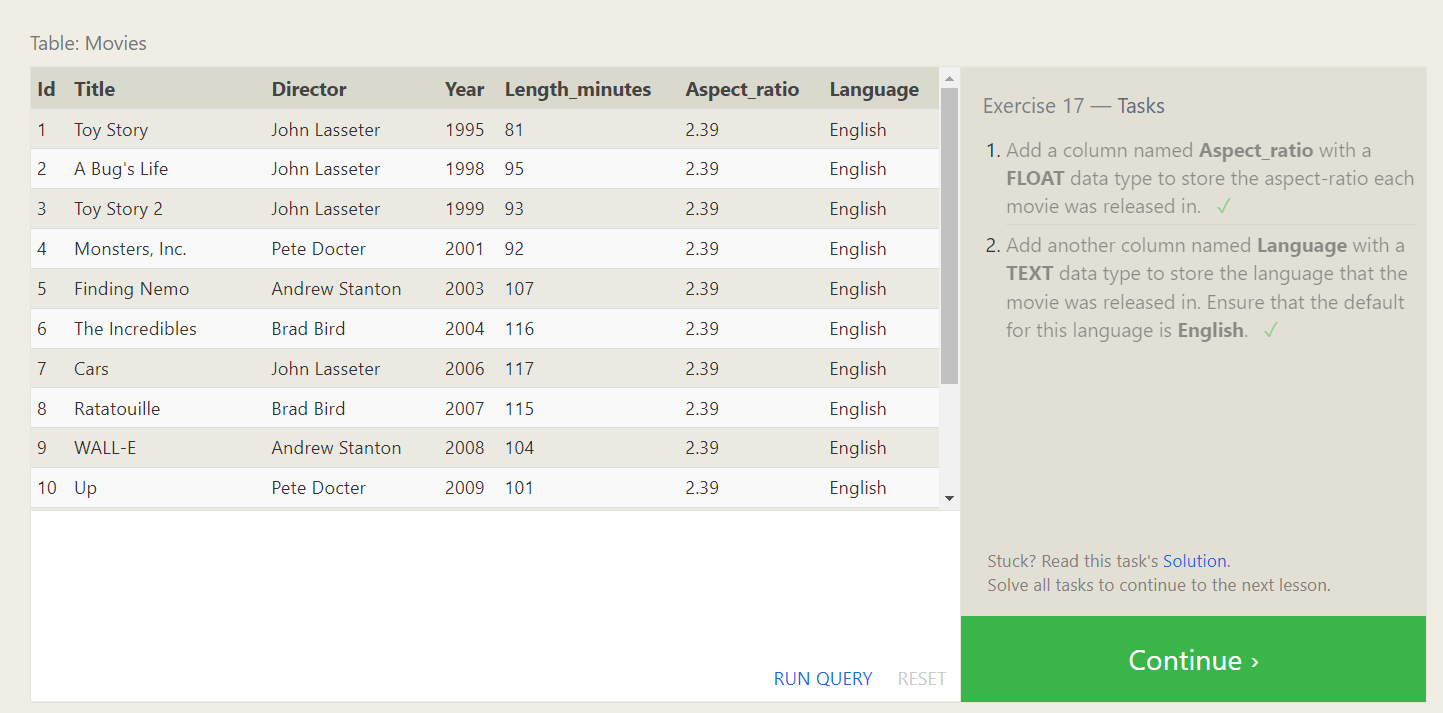 Table: Movies
Id Title Director Year Length_minutes Aspect_ratio Language
1 Toy Story John Lasseter 1995 81 2.39 English
2 A Bug's Life John Lasseter 1998 95 2.39 English
3 Toy Story 2 John Lasseter 1999 93 2.39 English
4 Monsters, Inc. Pete Docter 2001 92 2.39 English
5 Finding Nemo Andrew Stanton 2003 107 2.39 English
6 The Incredibles Brad Bird 2004 116 2.39 English
7 Cars John Lasseter 2006 117 2.39 English
8 Ratatouille Brad Bird 2007 115 2.39 English
9 WALL-E Andrew Stanton 2008 104 2.39 English
10 Up Pete Docter 2009 101 2.39 English
RUN QUERY RESET
Exercise 17 — Tasks
1. Add a column named Aspect_ratio with a
FLOAT data type to store the aspect-ratio each
movie was released in. ✓
2. Add another column named Language with a
TEXT data type to store the language that the
movie was released in. Ensure that the default
for this language is English. ✓
Stuck? Read this task's Solution.
Solve all tasks to continue to the next lesson.
Continue ›